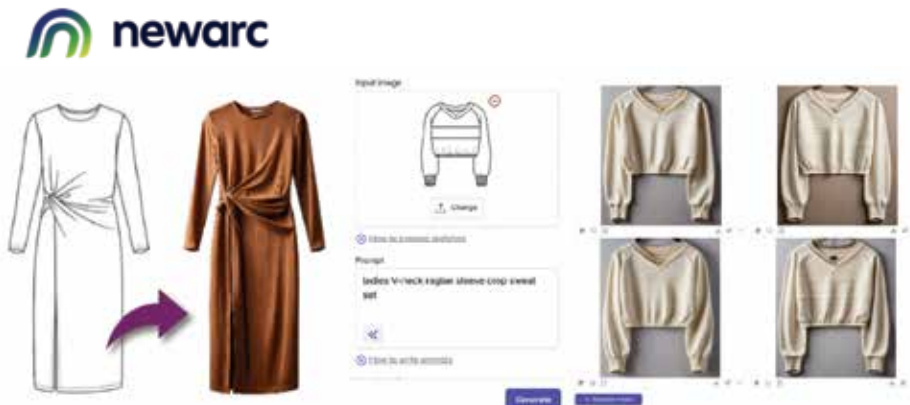 newarc
Input image
Change
How to prepare sketches
Prompt
ladies V-neck raglan sleeve crop sweat
set
How to write prompts
Generate